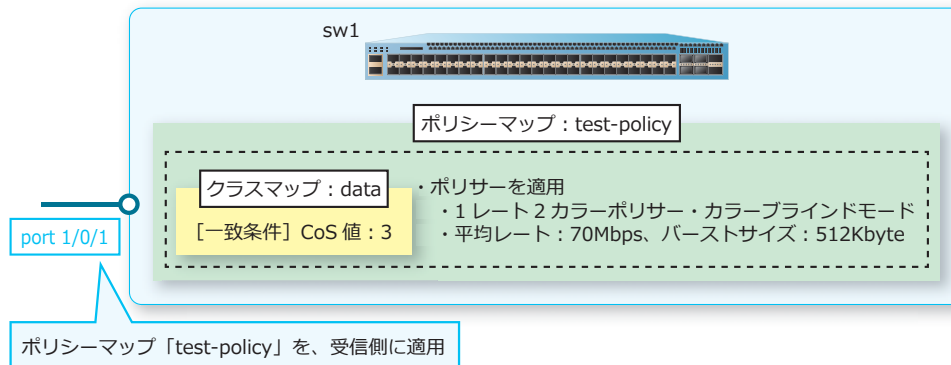 sw1
ポリシーマップ：test-policy
クラスマップ：data
［一致条件］CoS 値：3
・ポリサーを適用
・1 レート 2 カラーポリサー・カラーブラインドモード
・平均レート：70Mbps、バーストサイズ：512Kbyte
port 1/0/1
ポリシーマップ「test-policy」を、受信側に適用